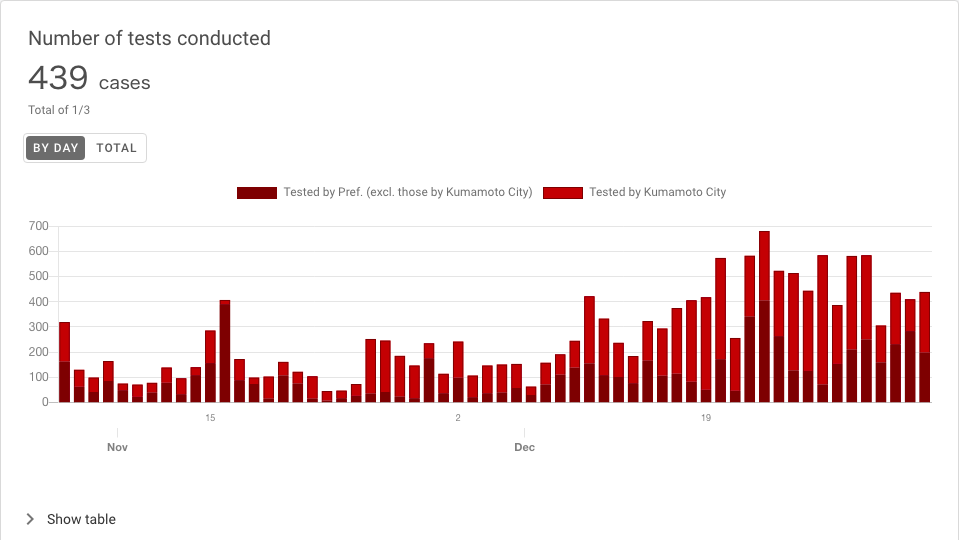 Number of tests conducted
439 cases
Total of 1/3
BY DAY TOTAL
Tested by Pref. (excl. those by Kumamoto City) Tested by Kumamoto City
700
600
500
400
300
200
100
0
15 2 19
Nov Dec
Show table